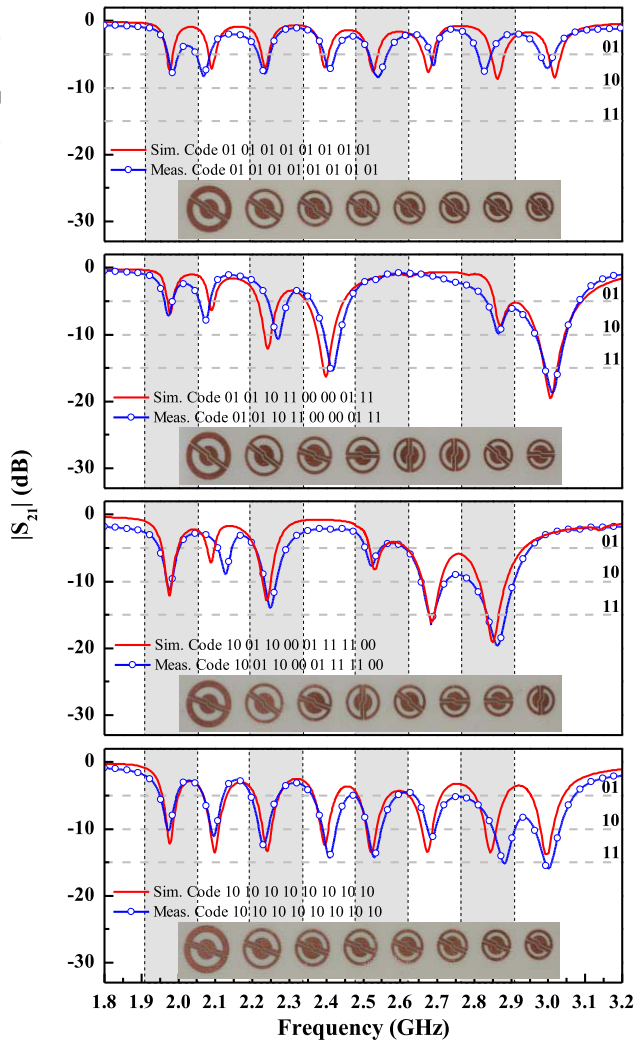 0
01
-10
10
11
-20
Sim. Code 01 01 01 01 01 01 01 01
Meas. Code 01 01 01 01 01 01 01 01
-30
0
01
-10
10
11
-20
Sim. Code 01 01 10 11 00 00 01 11
Meas. Code 01 01 10 11 00 00 01 11
-30
|S21| (dB)
0
01
-10
10
11
-20
Sim. Code 10 01 10 00 01 11 11 00
Meas. Code 10 01 10 00 01 11 11 00
-30
0
01
-10
10
11
-20
Sim. Code 10 10 10 10 10 10 10 10
Meas. Code 10 10 10 10 10 10 10 10
-30
1.8 1.9 2.0 2.1 2.2 2.3 2.4 2.5 2.6 2.7 2.8 2.9 3.0 3.1 3.2
Frequency (GHz)